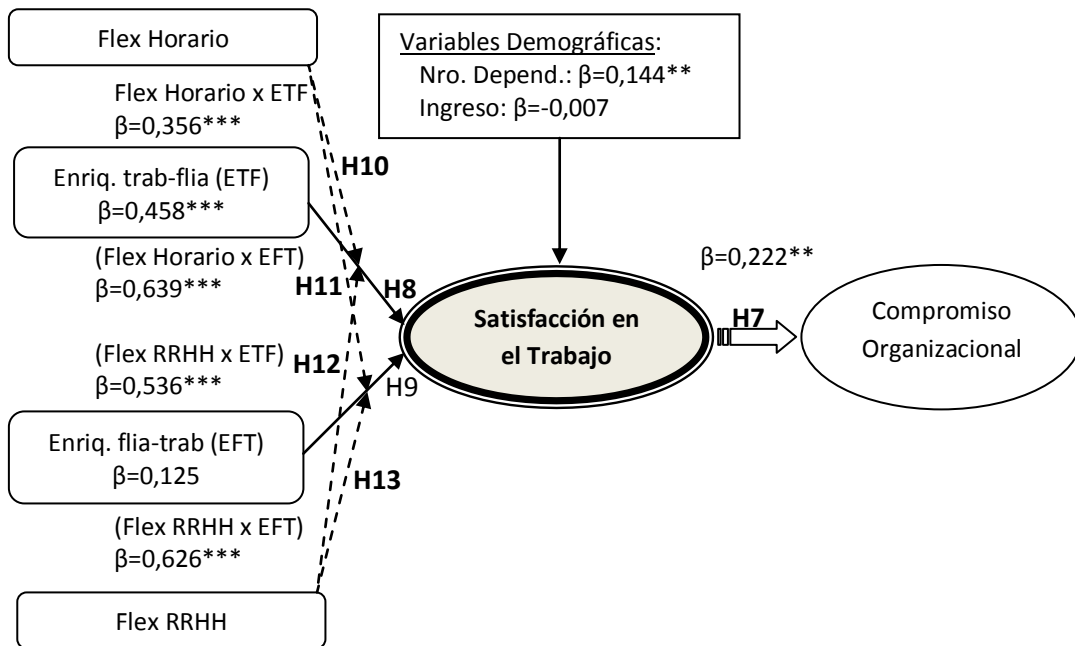 Flex Horario
Variables Demográficas:
Nro. Depend.: β=0,144**
Ingreso: β=-0,007
Flex Horario x ETF
β=0,356***
H10
Enriq. trab-flia (ETF)
β=0,458***
(Flex Horario x EFT)
β=0,639***
H11
H8
β=0,222**
Satisfacción en
el Trabajo
H7
Compromiso
Organizacional
(Flex RRHH x ETF)
β=0,536***
H12
H9
Enriq. flia-trab (EFT)
β=0,125
H13
(Flex RRHH x EFT)
β=0,626***
Flex RRHH